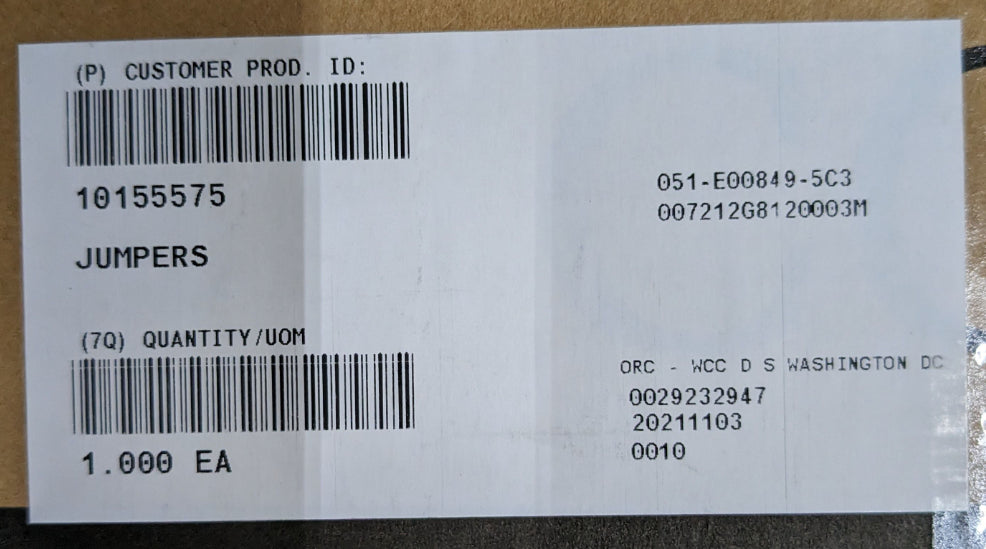 (P) CUSTOMER PROD. ID:
10155575
JUMPERS
(7Q) QUANTITY/UOM
1.000 EA
051-E00849-5C3
007212G8120003M
ORC - WCC D S WASHINGTON DC
0029232947
20211103
0010